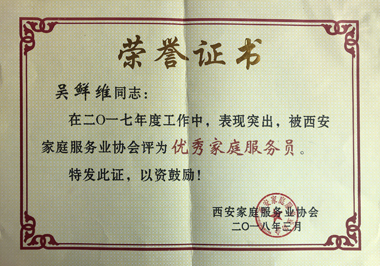 荣誉证书
吴鲜维同志：
在二〇一七年度工作中，表现突出，被西安
家庭服务业协会评为优秀家庭服务员。
特发此证，以资鼓励！
西安家庭服务业协会
二〇一八年三月